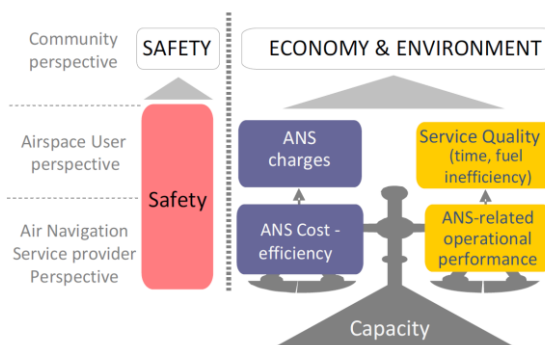 Community
perspective
SAFETY
ECONOMY & ENVIRONMENT
Airspace User
perspective
Safety
ANS
charges
Service Quality
(time, fuel
inefficiency)
Air Navigation
Service provider
Perspective
ANS Cost -
efficiency
ANS-related
operational
performance
Capacity